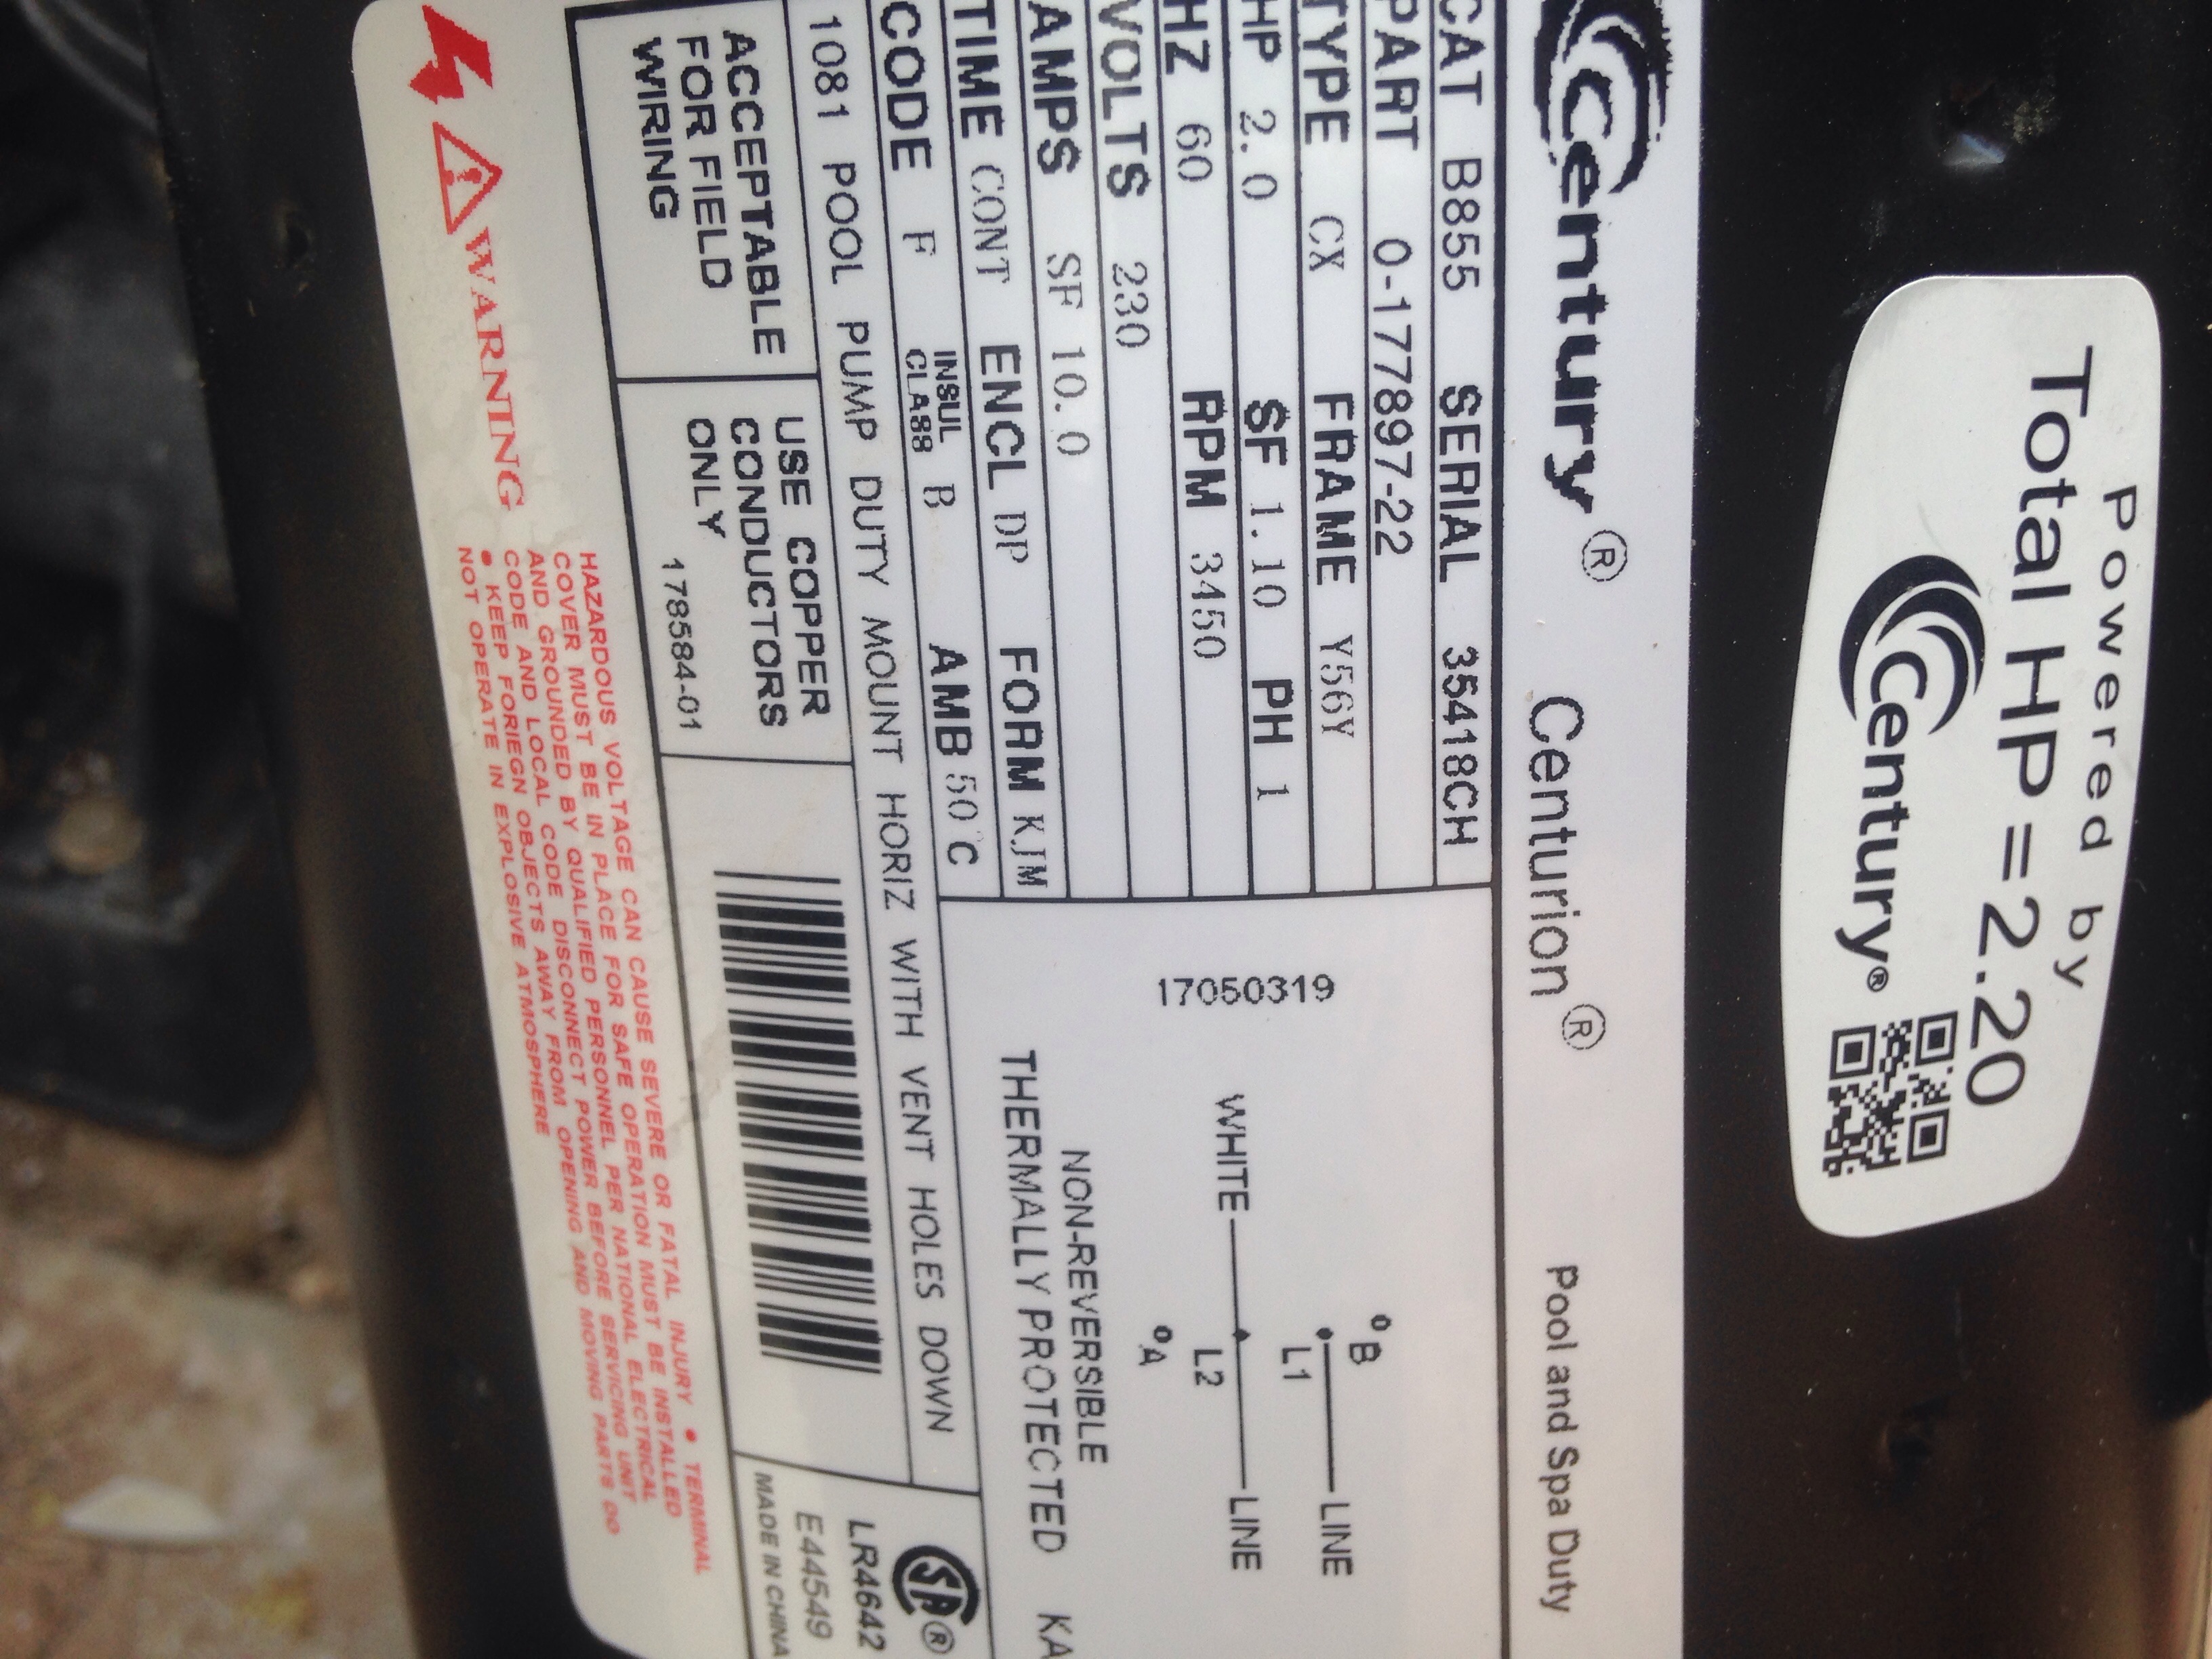 Powered by
Total HP = 2.20
Century®
Century® Centurion® Pool and Spa Duty
CAT B855 SERIAL 35418CH
PART 0-177897-22
TYPE CX FRAME Y56Y
HP 2.0 SF 1.10 PH 1
HZ 60 RPM 3450
VOLTS 230
AMPS SF 10.0
TIME CONT ENCL DP FORM KJM
CODE F INSUL CLASS B AMB 50 C
17050319
B
L1 LINE
WHITE L2 LINE
A
NON-REVERSIBLE
THERMALLY PROTECTED KA
1081 POOL PUMP DUTY MOUNT HORIZ WITH VENT HOLES DOWN
ACCEPTABLE
FOR FIELD
WIRING
USE COPPER
CONDUCTORS
ONLY
178584-01
SA®
LR4642
E44549
MADE IN CHINA
WARNING
HAZARDOUS VOLTAGE CAN CAUSE SEVERE OR FATAL INJURY • TERMINAL
COVER MUST BE IN PLACE FOR SAFE OPERATION MUST BE INSTALLED
AND GROUNDED BY QUALIFIED PERSONNEL PER NATIONAL ELECTRICAL
CODE AND LOCAL CODE DISCONNECT POWER BEFORE SERVICING UNIT
• KEEP FORIEGN OBJECTS AWAY FROM OPENING AND MOVING PARTS DO
NOT OPERATE IN EXPLOSIVE ATMOSPHERE